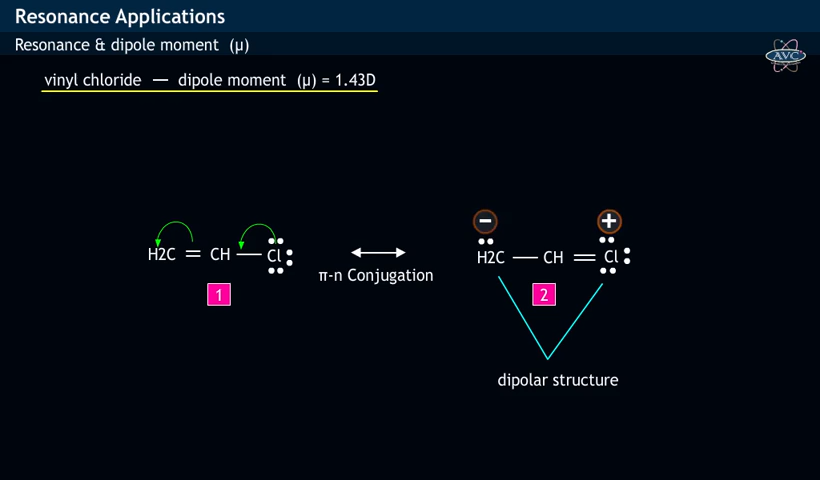 Resonance Applications
Resonance & dipole moment (μ)
AVC
vinyl chloride — dipole moment (μ) = 1.43D
− +
H2C = CH — Cl H2C — CH = Cl
π-n Conjugation
1 2
dipolar structure